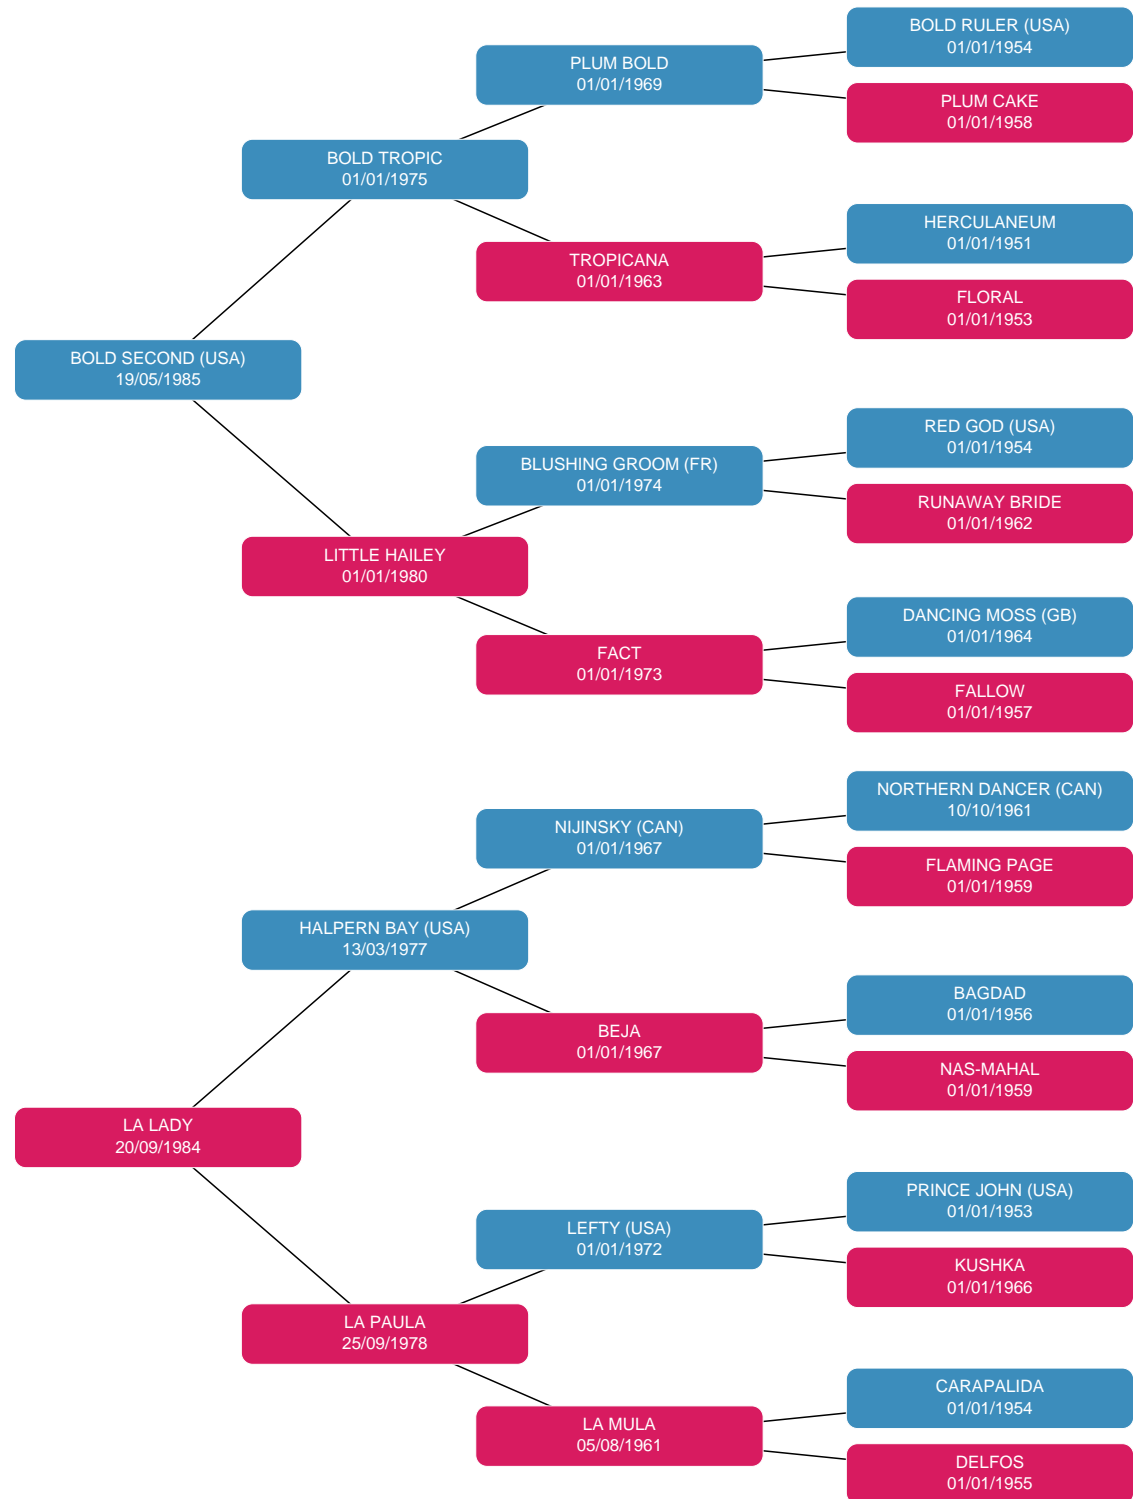 BOLD RULER (USA)
01/01/1954
PLUM BOLD
01/01/1969
PLUM CAKE
01/01/1958
BOLD TROPIC
01/01/1975
HERCULANEUM
01/01/1951
TROPICANA
01/01/1963
FLORAL
01/01/1953
BOLD SECOND (USA)
19/05/1985
RED GOD (USA)
01/01/1954
BLUSHING GROOM (FR)
01/01/1974
RUNAWAY BRIDE
01/01/1962
LITTLE HAILEY
01/01/1980
DANCING MOSS (GB)
01/01/1964
FACT
01/01/1973
FALLOW
01/01/1957
NORTHERN DANCER (CAN)
10/10/1961
NIJINSKY (CAN)
01/01/1967
FLAMING PAGE
01/01/1959
HALPERN BAY (USA)
13/03/1977
BAGDAD
01/01/1956
BEJA
01/01/1967
NAS-MAHAL
01/01/1959
LA LADY
20/09/1984
PRINCE JOHN (USA)
01/01/1953
LEFTY (USA)
01/01/1972
KUSHKA
01/01/1966
LA PAULA
25/09/1978
CARAPALIDA
01/01/1954
LA MULA
05/08/1961
DELFOS
01/01/1955